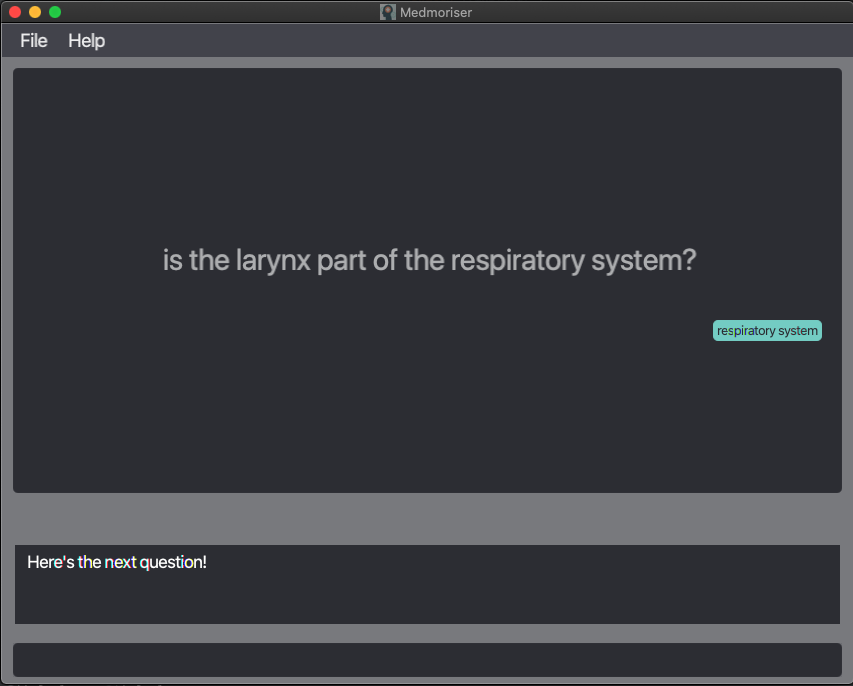 Medmoriser
File Help
is the larynx part of the respiratory system?
respiratory system
Here's the next question!